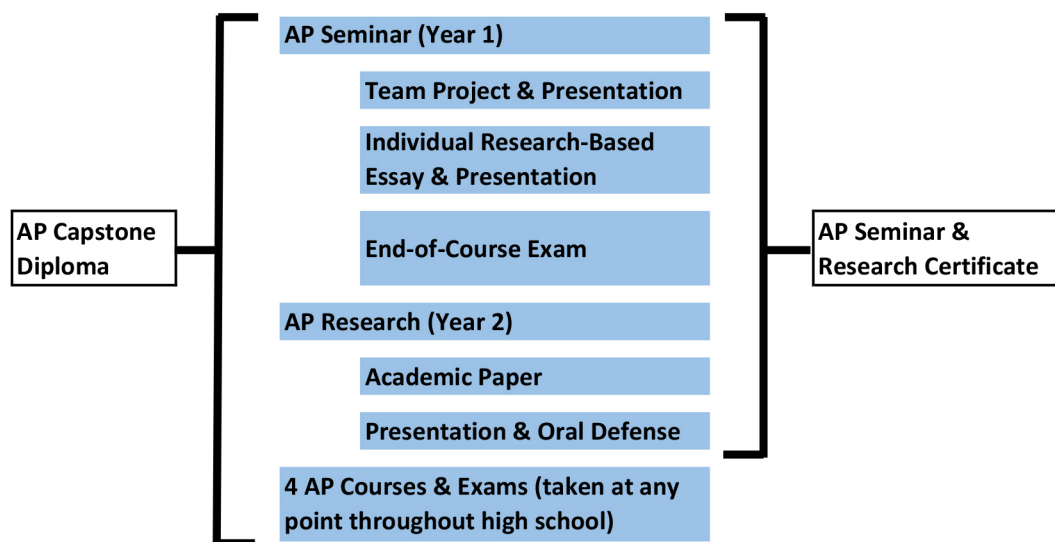 AP Seminar (Year 1)
Team Project & Presentation
Individual Research-Based
Essay & Presentation
AP Capstone
Diploma
End-of-Course Exam
AP Seminar &
Research Certificate
AP Research (Year 2)
Academic Paper
Presentation & Oral Defense
4 AP Courses & Exams (taken at any
point throughout high school)